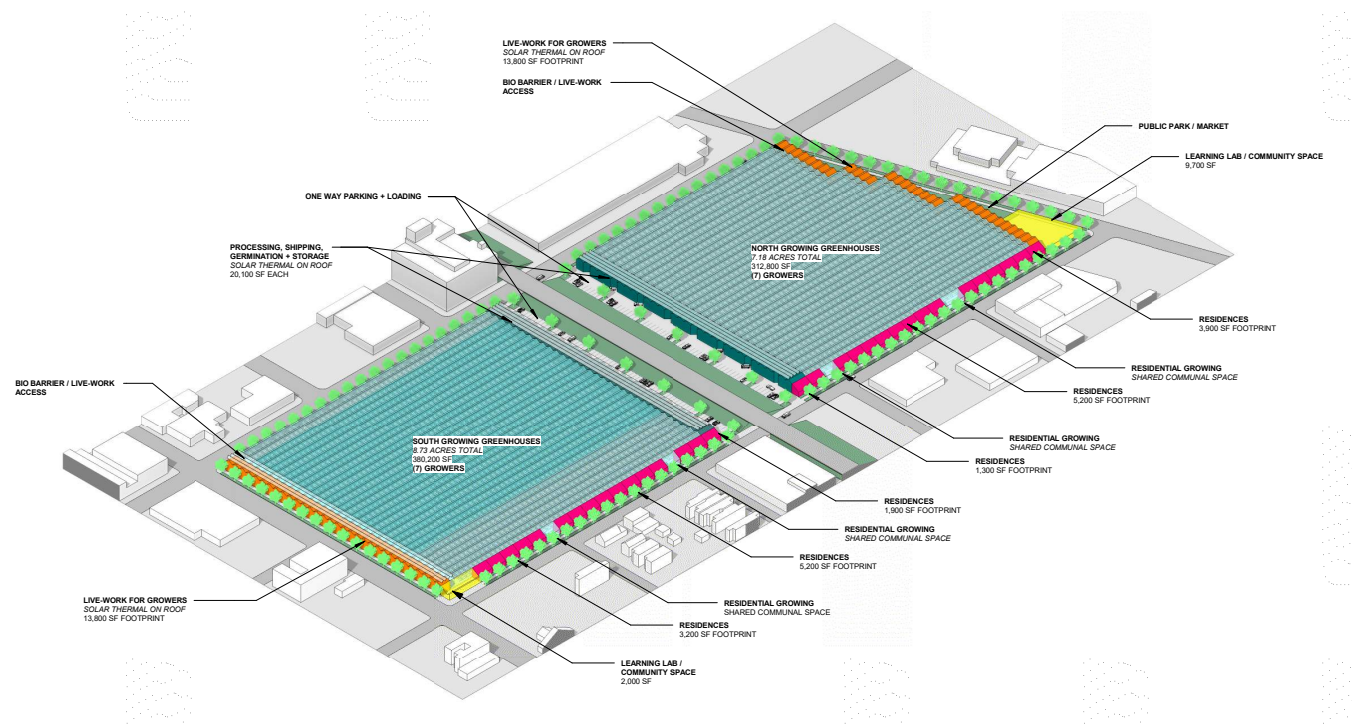 LIVE-WORK FOR GROWERS
SOLAR THERMAL ON ROOF
13,800 SF FOOTPRINT
BIO BARRIER / LIVE-WORK
ACCESS
PUBLIC PARK / MARKET
LEARNING LAB / COMMUNITY SPACE
9,700 SF
ONE WAY PARKING + LOADING
PROCESSING, SHIPPING,
GERMINATION + STORAGE
SOLAR THERMAL ON ROOF
20,100 SF EACH
NORTH GROWING GREENHOUSES
7.18 ACRES TOTAL
312,800 SF
(7) GROWERS
RESIDENCES
3,900 SF FOOTPRINT
RESIDENTIAL GROWING
SHARED COMMUNAL SPACE
RESIDENCES
5,200 SF FOOTPRINT
BIO BARRIER / LIVE-WORK
ACCESS
SOUTH GROWING GREENHOUSES
8.73 ACRES TOTAL
380,200 SF
(7) GROWERS
RESIDENTIAL GROWING
SHARED COMMUNAL SPACE
RESIDENCES
1,300 SF FOOTPRINT
RESIDENCES
1,900 SF FOOTPRINT
RESIDENTIAL GROWING
SHARED COMMUNAL SPACE
RESIDENCES
5,200 SF FOOTPRINT
LIVE-WORK FOR GROWERS
SOLAR THERMAL ON ROOF
13,800 SF FOOTPRINT
RESIDENTIAL GROWING
SHARED COMMUNAL SPACE
RESIDENCES
3,200 SF FOOTPRINT
LEARNING LAB /
COMMUNITY SPACE
2,000 SF